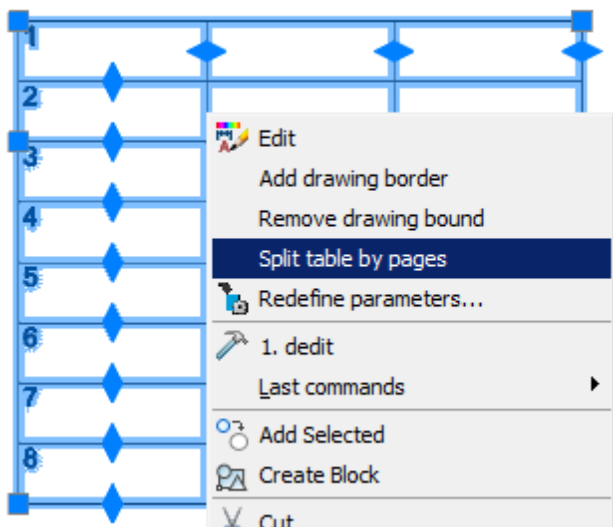 1
2
3
4
5
6
7
8
Edit
Add drawing border
Remove drawing bound
Split table by pages
Redefine parameters...
1. dedit
Last commands
Add Selected
Create Block
Cut